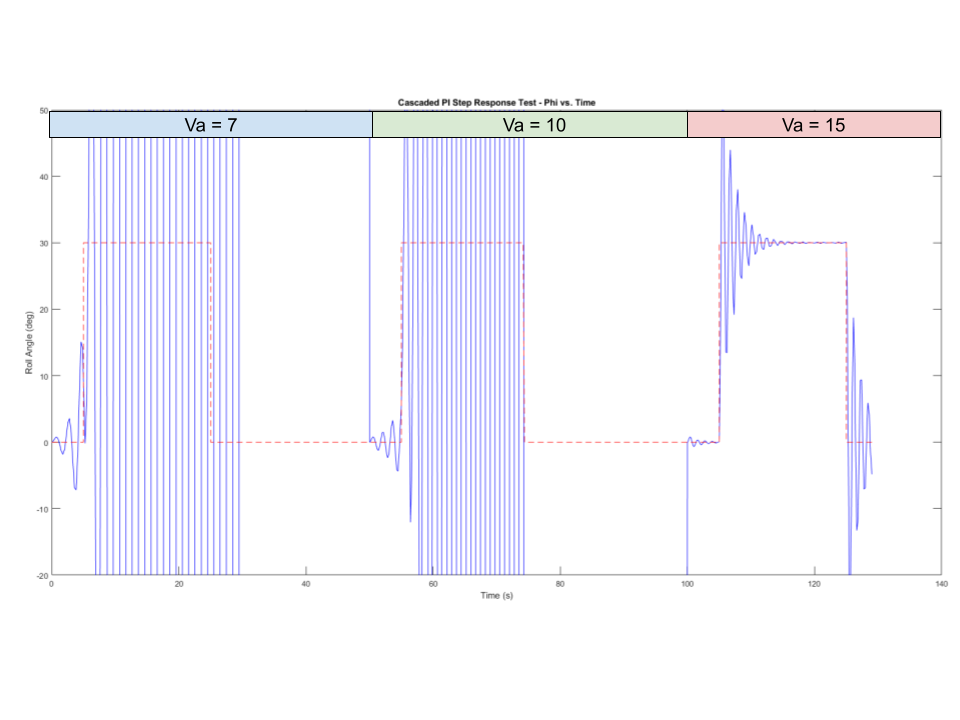 Cascaded PI Step Response Test - Phi vs. Time
50
Va = 7
Va = 10
Va = 15
40
30
20
10
0
-10
-20
Roll Angle (deg)
0
20
40
60
80
100
120
140
Time (s)